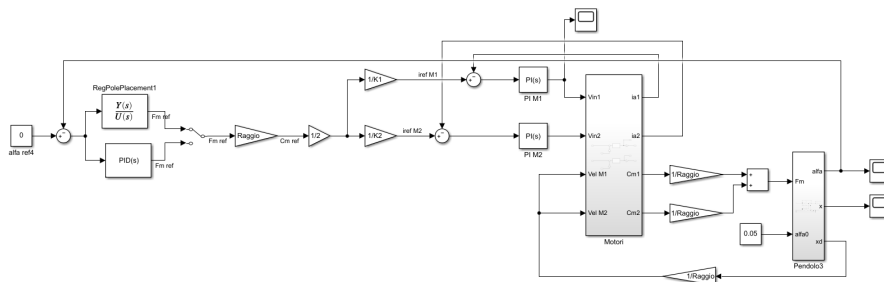 RegPolePlacement1
Y(s)
U(s)
Fm ref
0
alfa ref4
PID(s)
Fm ref
Fm ref
Raggio
Cm ref
1/2
1/K1
iref M1
1/K2
iref M2
+
-
PI(s)
PI M1
PI(s)
PI M2
Vin1
Vin2
Vel M1
Vel M2
ia1
ia2
Cm1
Cm2
Motori
1/Raggio
1/Raggio
+
+
0.05
Fm
alfa0
alfa
x
xd
Pendolo3
1/Raggio